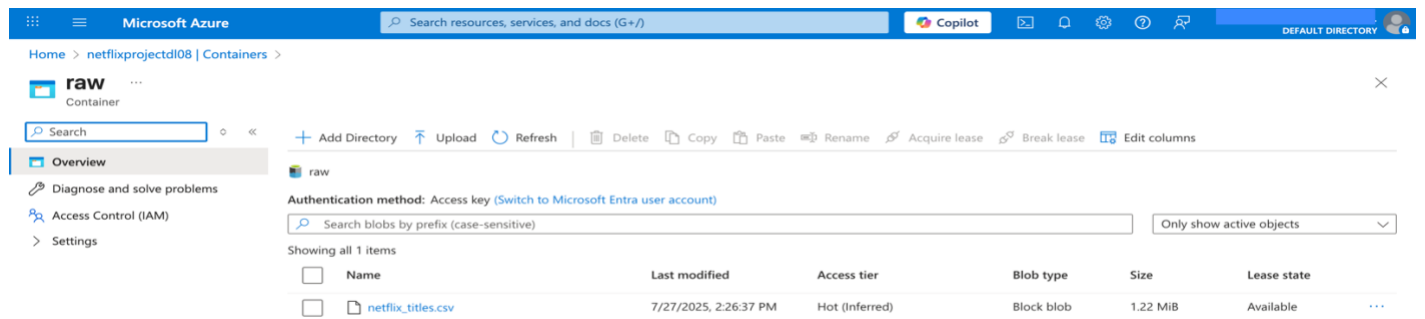 Microsoft Azure Search resources, services, and docs (G+/) Copilot DEFAULT DIRECTORY
Home > netflixprojectdl08 | Containers >
raw ...
Container
Search
Add Directory Upload Refresh Delete Copy Paste Rename Acquire lease Break lease Edit columns
Overview
raw
Diagnose and solve problems
Authentication method: Access key (Switch to Microsoft Entra user account)
Access Control (IAM)
Search blobs by prefix (case-sensitive) Only show active objects
Settings
Showing all 1 items
Name Last modified Access tier Blob type Size Lease state
netflix_titles.csv 7/27/2025, 2:26:37 PM Hot (Inferred) Block blob 1.22 MiB Available ...